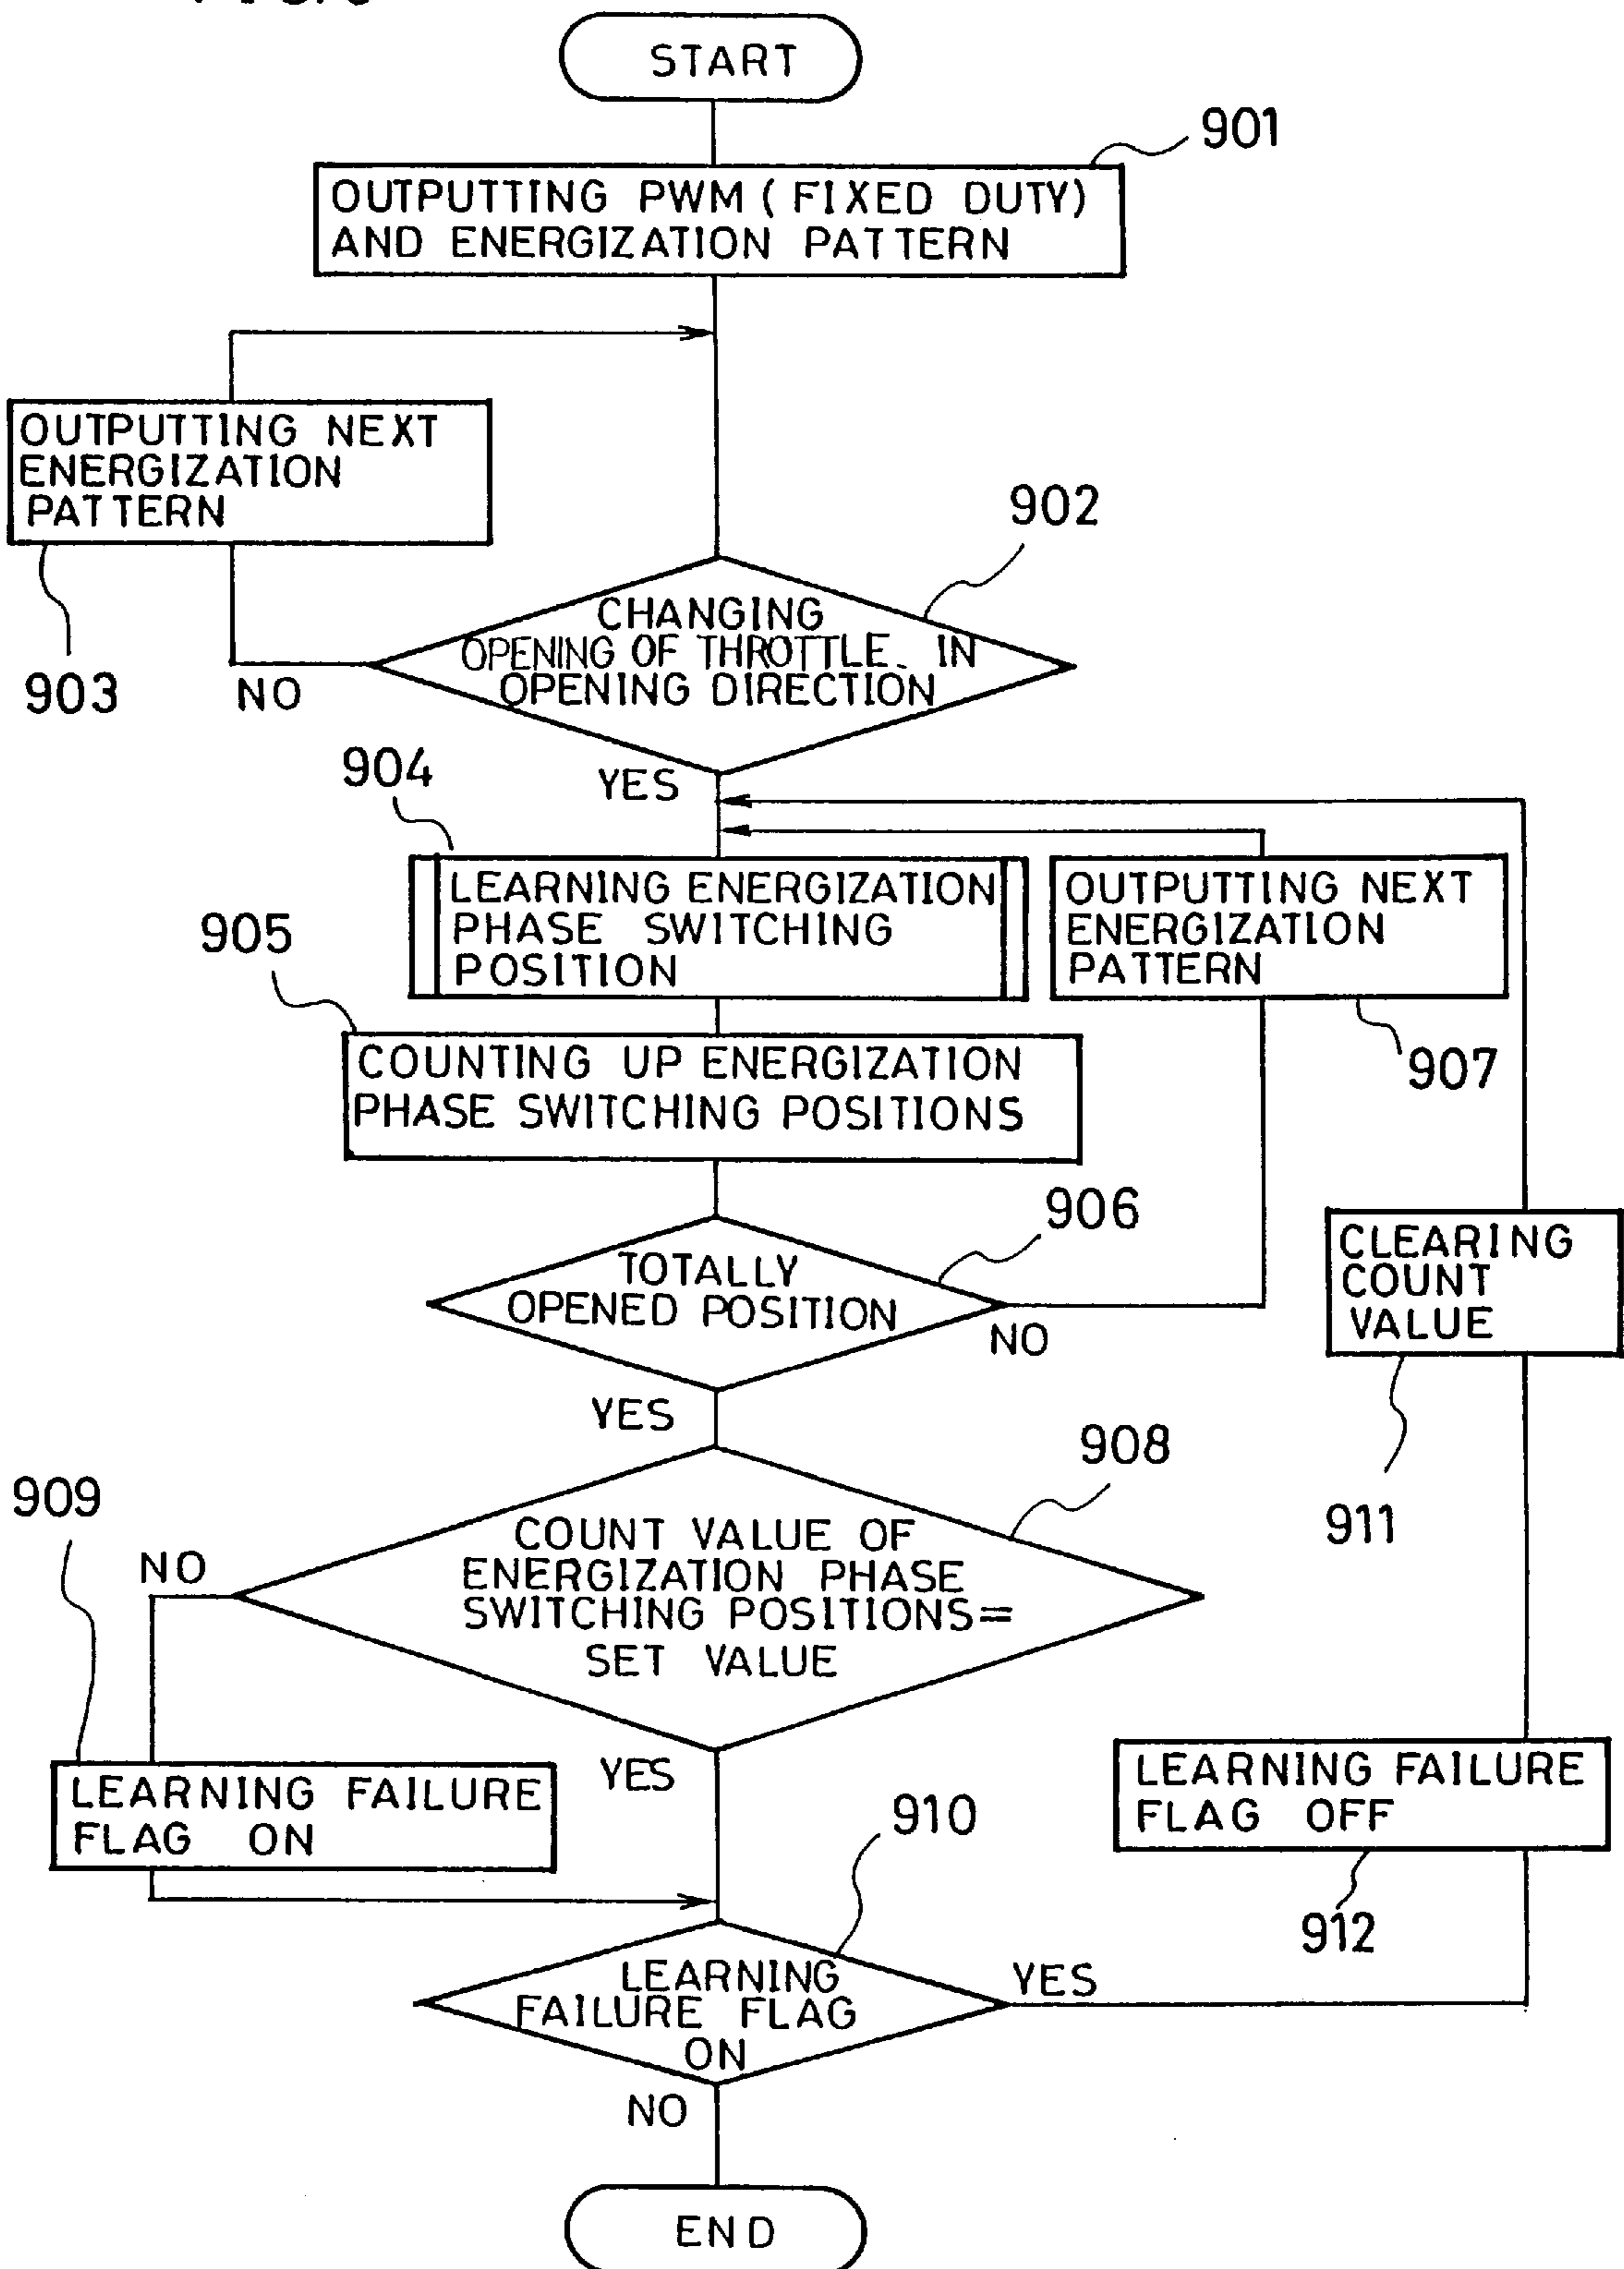 START
901
OUTPUTTING PWM (FIXED DUTY)
AND ENERGIZATION PATTERN
OUTPUTTING NEXT
ENERGIZATION
PATTERN
903
NO
902
CHANGING
OPENING OF THROTTLE IN
OPENING DIRECTION
YES
904
LEARNING ENERGIZATION
PHASE SWITCHING
POSITION
OUTPUTTING NEXT
ENERGIZATION
PATTERN
907
905
COUNTING UP ENERGIZATION
PHASE SWITCHING POSITIONS
906
TOTALLY
OPENED POSITION
NO
YES
CLEARING
COUNT
VALUE
911
908
COUNT VALUE OF
ENERGIZATION PHASE
SWITCHING POSITIONS=
SET VALUE
909
NO
YES
LEARNING FAILURE
FLAG ON
LEARNING FAILURE
FLAG OFF
912
910
LEARNING
FAILURE FLAG
ON
YES
NO
END